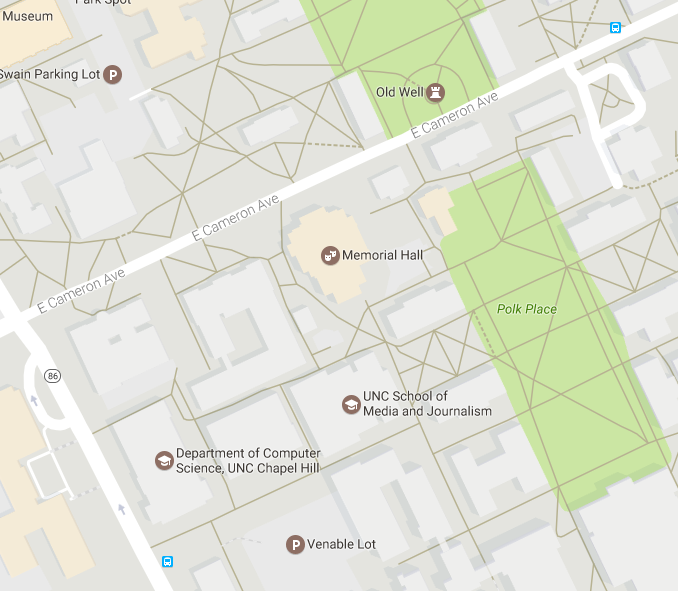 Park Spot
Museum
Swain Parking Lot
P
Old Well
E Cameron Ave
E Cameron Ave
Memorial Hall
E Cameron Ave
Polk Place
86
UNC School of
Media and Journalism
Department of Computer
Science, UNC Chapel Hill
P
Venable Lot